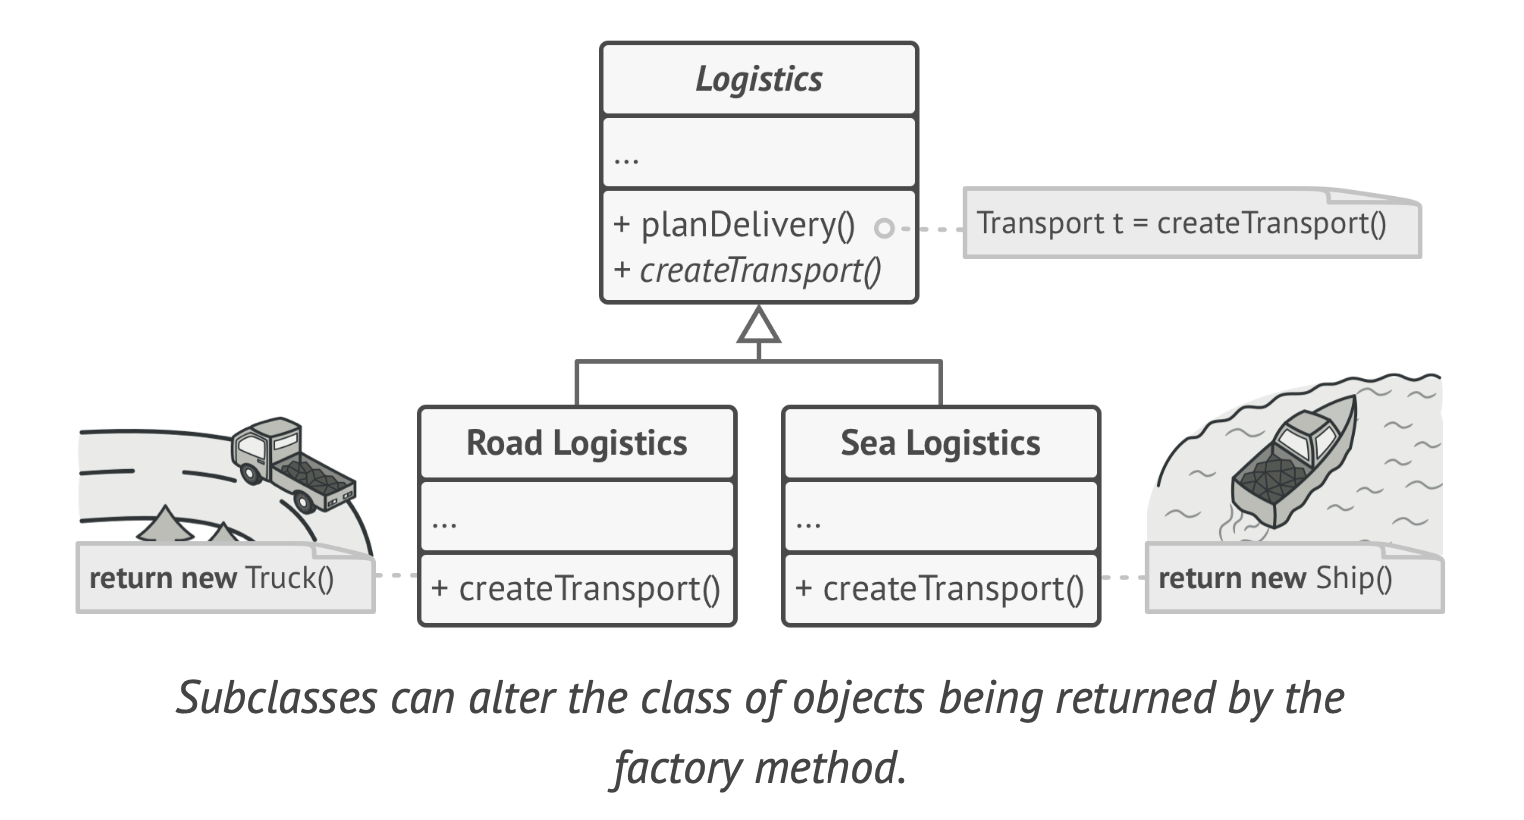 Logistics
...
+ planDelivery()
Transport t = createTransport()
+ createTransport()
Road Logistics
...
+ createTransport()
return new Truck()
Sea Logistics
...
+ createTransport()
return new Ship()
Subclasses can alter the class of objects being returned by the
factory method.